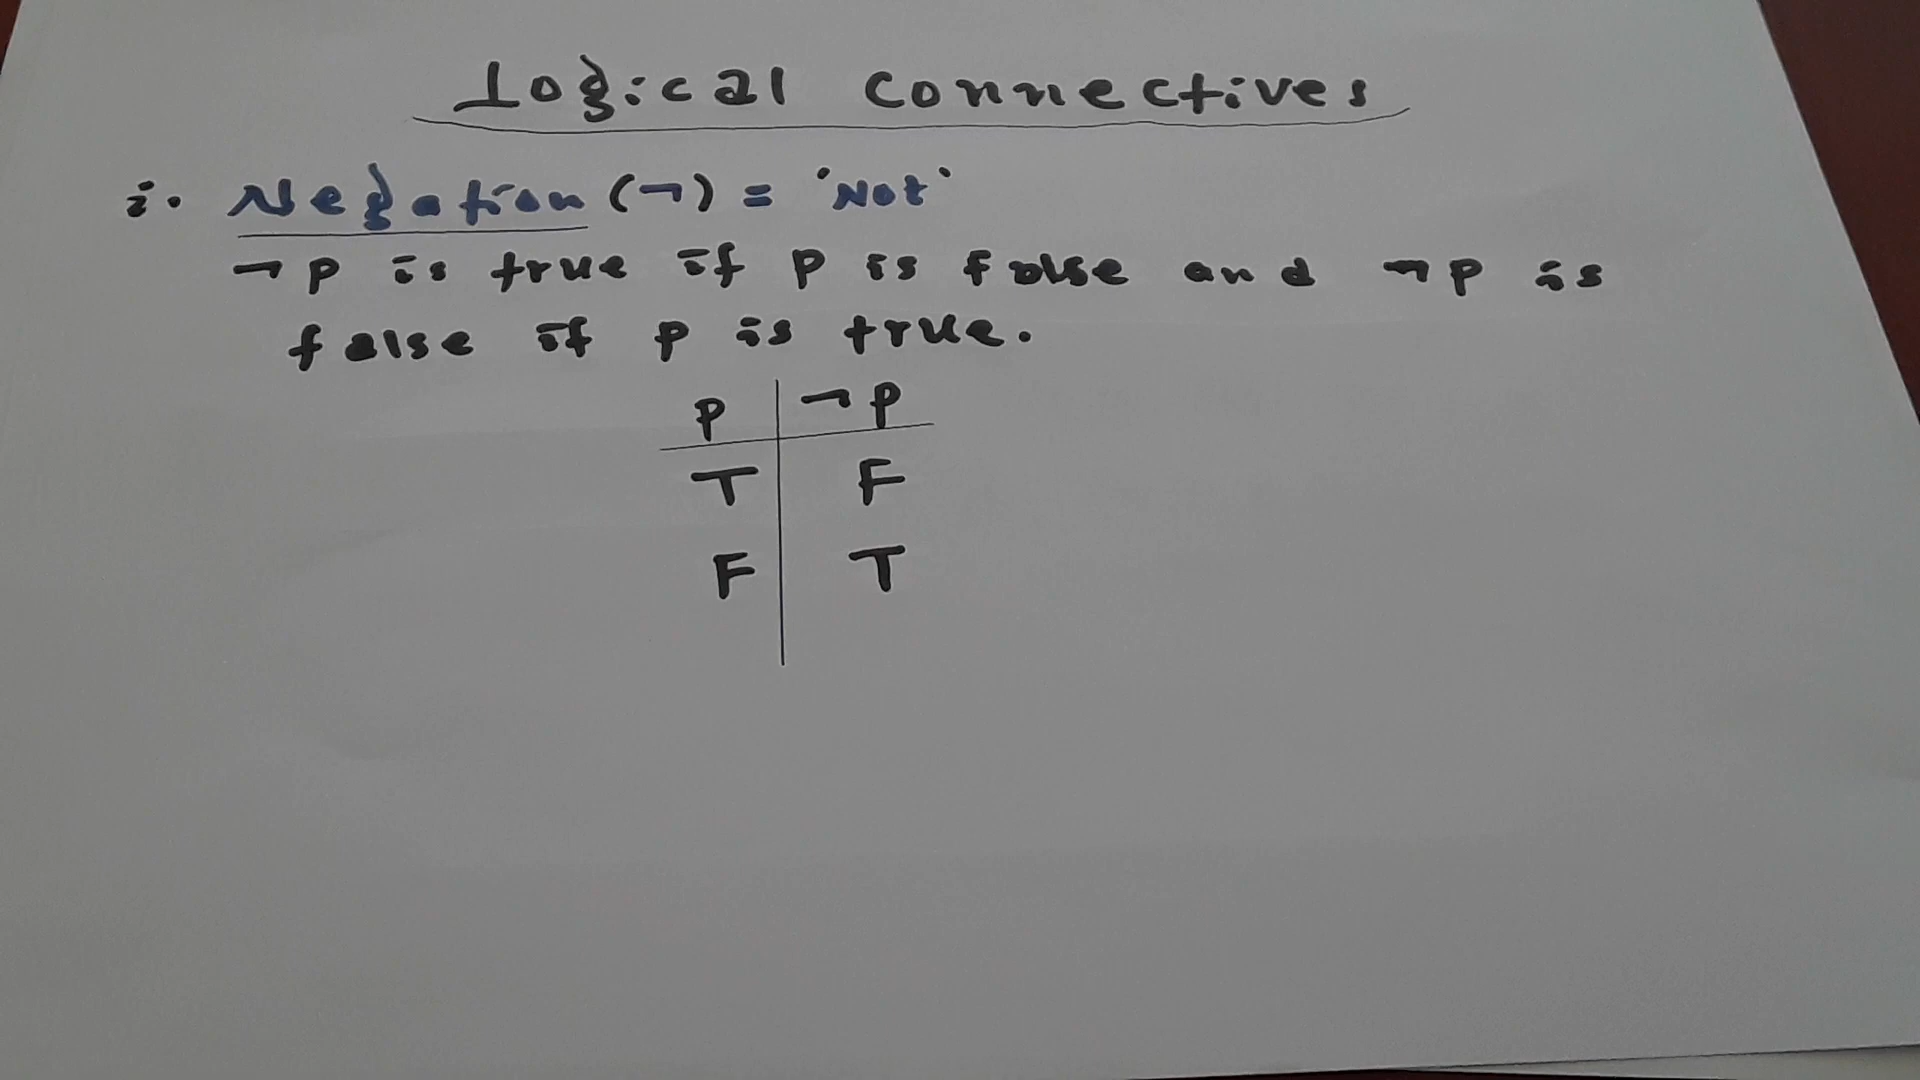 Logical connectives
i. Negation (¬) = 'Not'
¬P is true if P is false and ¬P is
false if P is true.
P ¬P
T F
F T